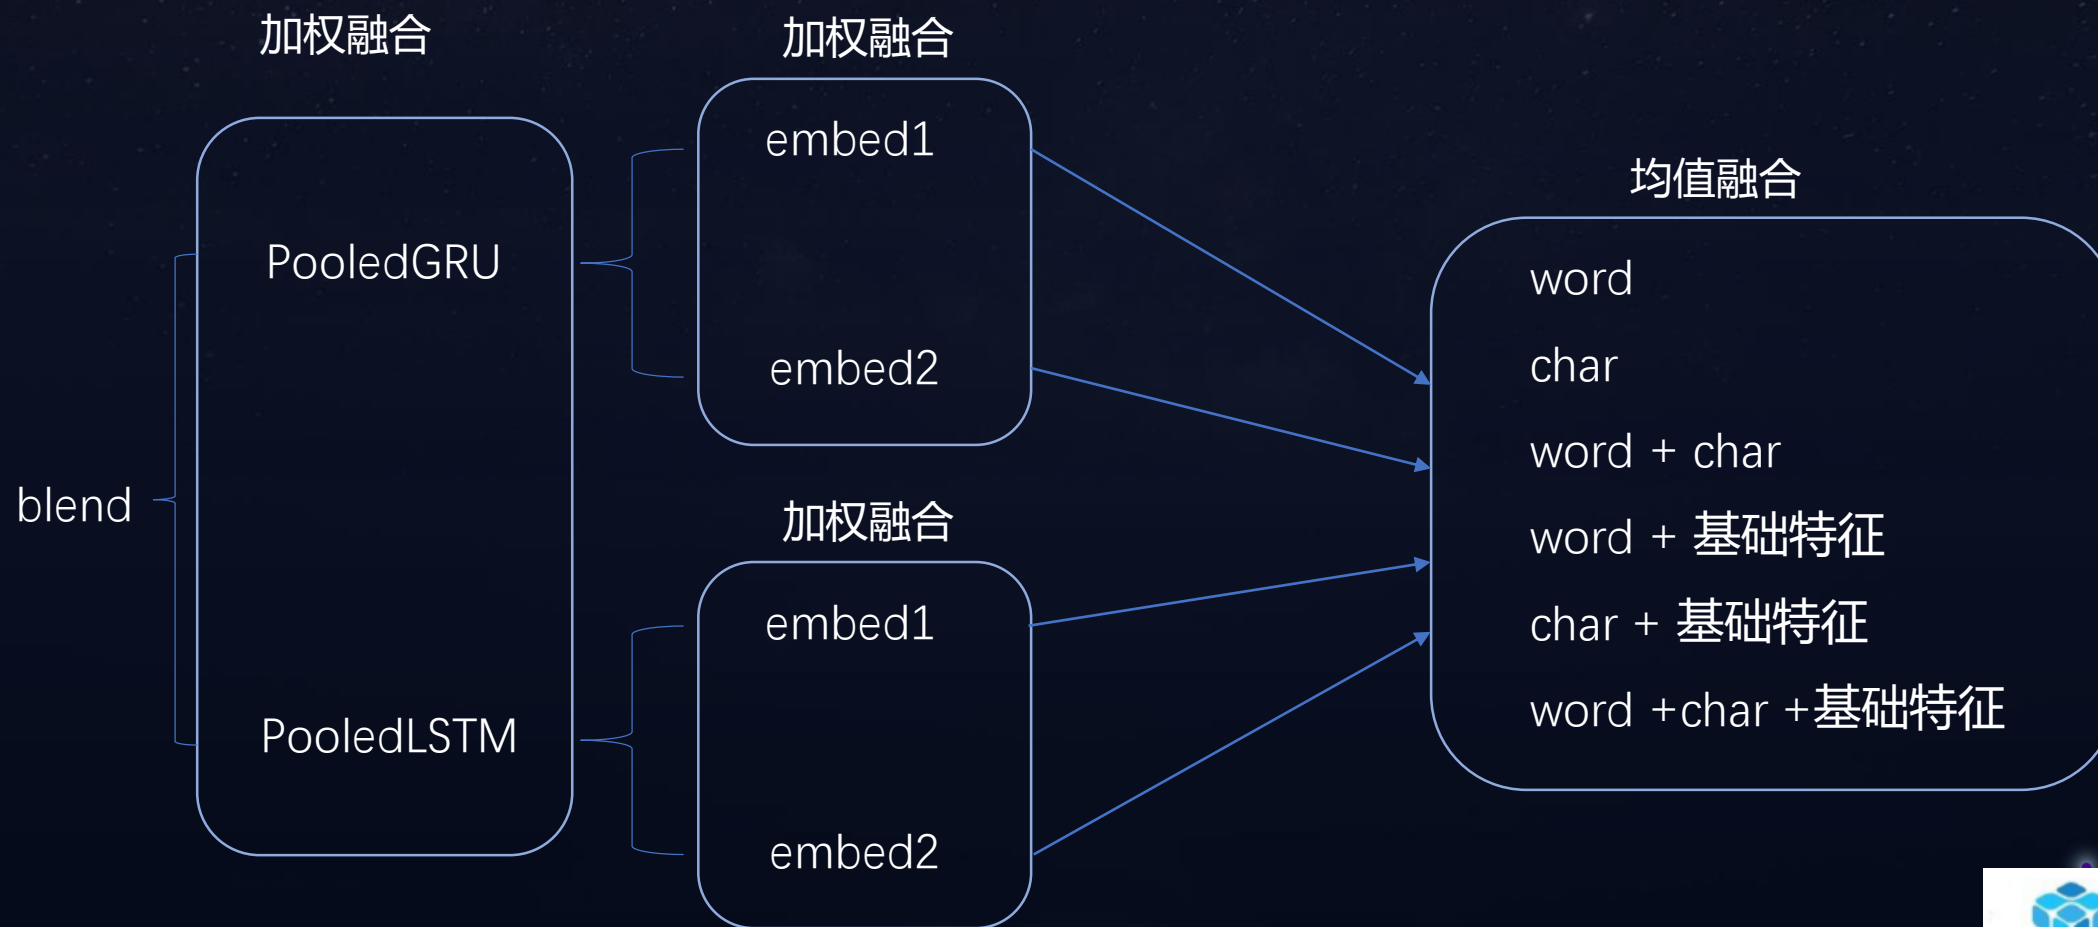 加权融合
加权融合
均值融合
blend
PooledGRU
PooledLSTM
embed1
embed2
加权融合
embed1
embed2
word
char
word + char
word + 基础特征
char + 基础特征
word +char +基础特征